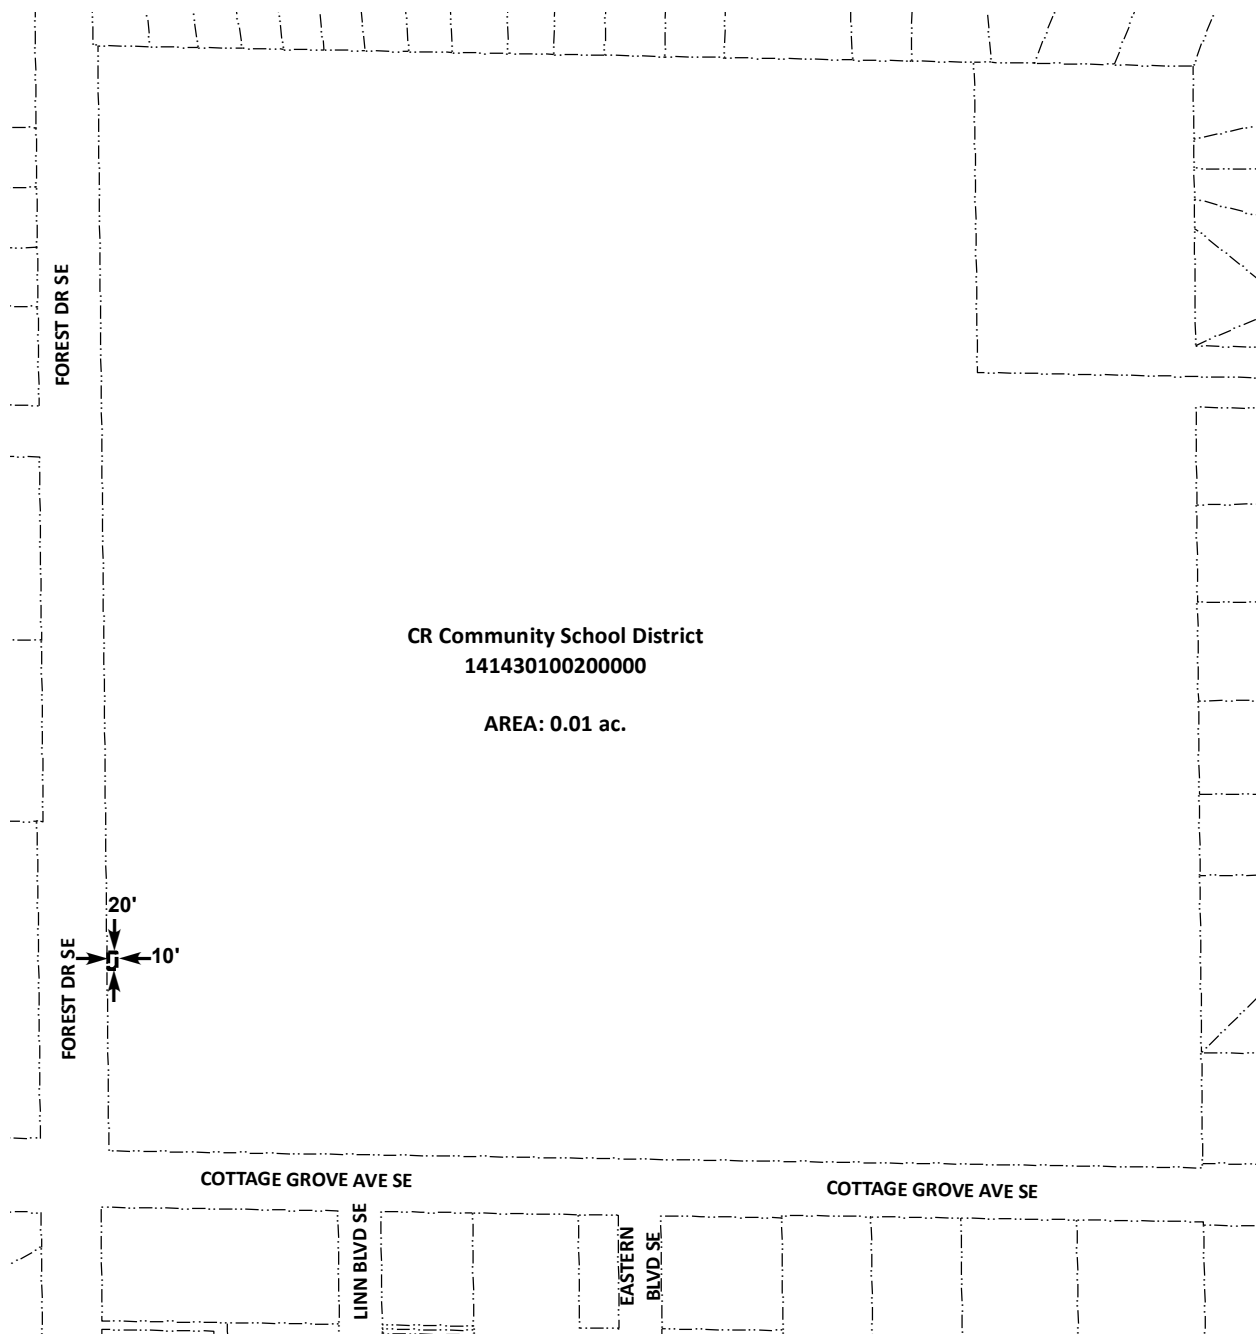 FOREST DR SE
CR Community School District
141430100200000
AREA: 0.01 ac.
20'
10'
FOREST DR SE
COTTAGE GROVE AVE SE
COTTAGE GROVE AVE SE
LINN BLVD SE
EASTERN
BLVD SE